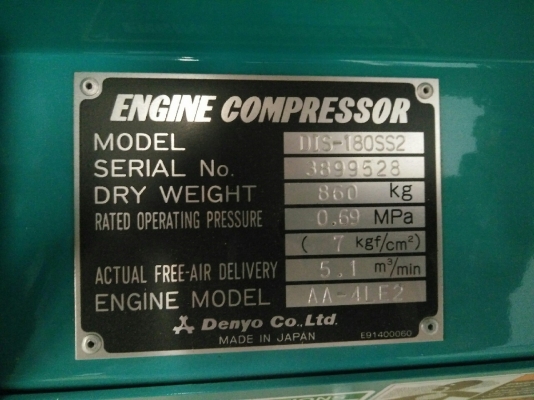 ENGINE COMPRESSOR
MODEL DIS-180SS2
SERIAL No. 3899528
DRY WEIGHT 860 kg
RATED OPERATING PRESSURE 0.69 MPa
( 7 kgf/cm²)
ACTUAL FREE-AIR DELIVERY 5.1 m³/min
ENGINE MODEL AA-4LE2
Denyo Co.,Ltd.
MADE IN JAPAN E91400060